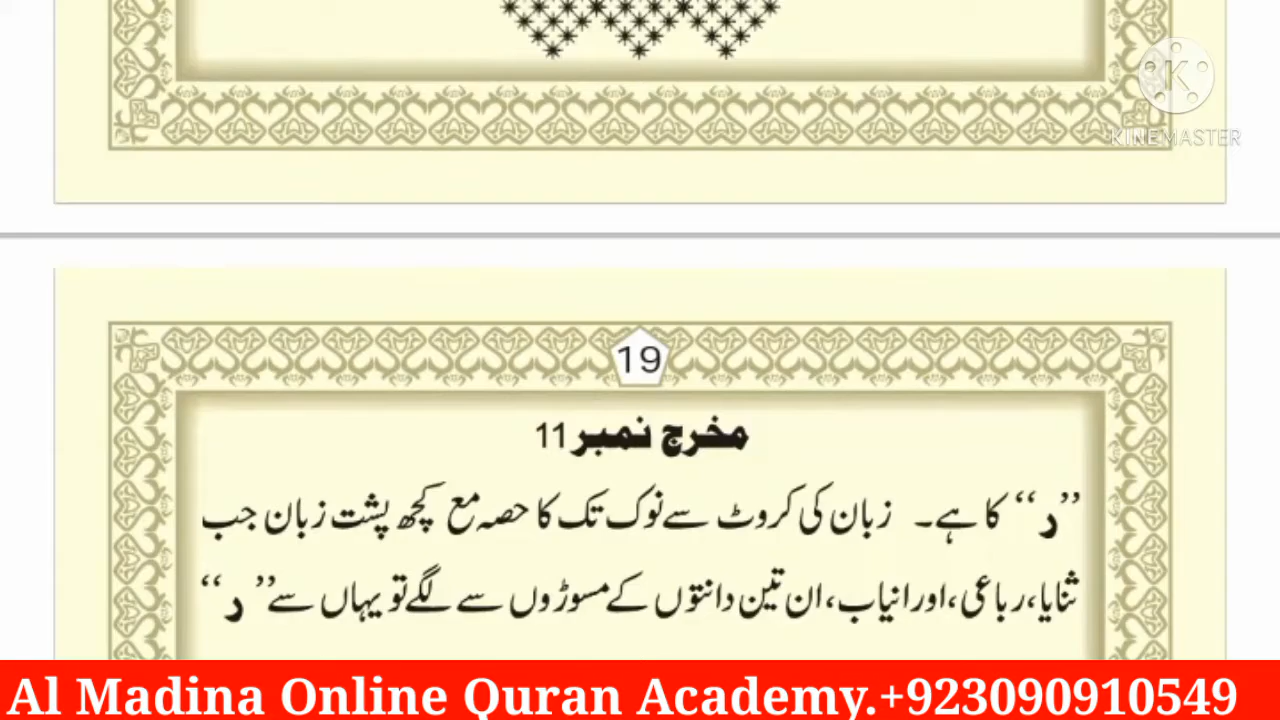 KINEMASTER
19
مخرج نمبر 11
”ر“ کا ہے۔ زبان کی کروٹ سے نوک تک کا حصہ مع کچھ پشت زبان جب
ثنایا، رباعی، اور انیاب، ان تین دانتوں کے مسوڑوں سے لگے تو یہاں سے ”ر“
Al Madina Online Quran Academy.+923090910549